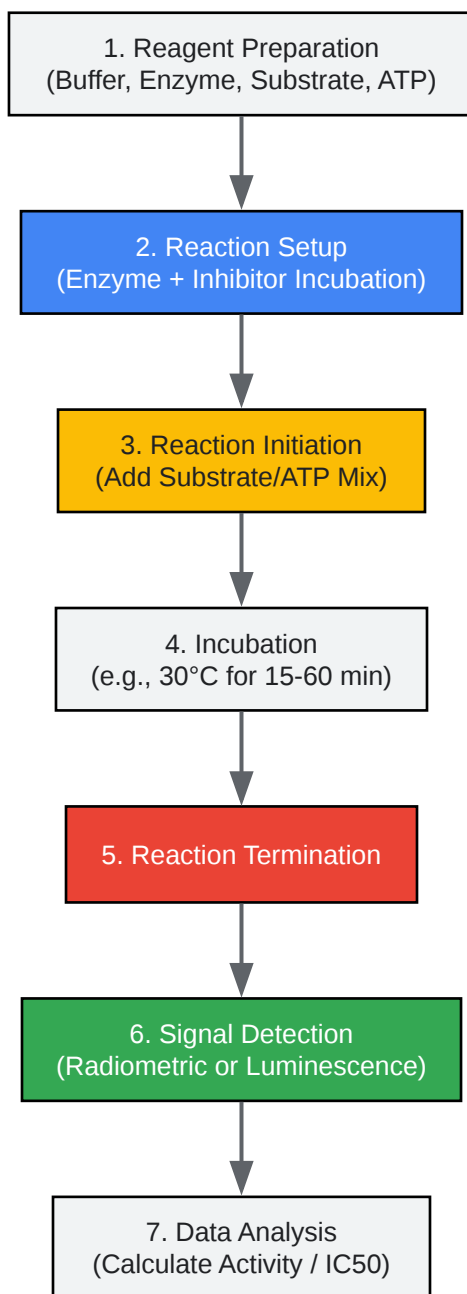 1. Reagent Preparation
(Buffer, Enzyme, Substrate, ATP)
2. Reaction Setup
(Enzyme + Inhibitor Incubation)
3. Reaction Initiation
(Add Substrate/ATP Mix)
4. Incubation
(e.g., 30°C for 15-60 min)
5. Reaction Termination
6. Signal Detection
(Radiometric or Luminescence)
7. Data Analysis
(Calculate Activity / IC50)